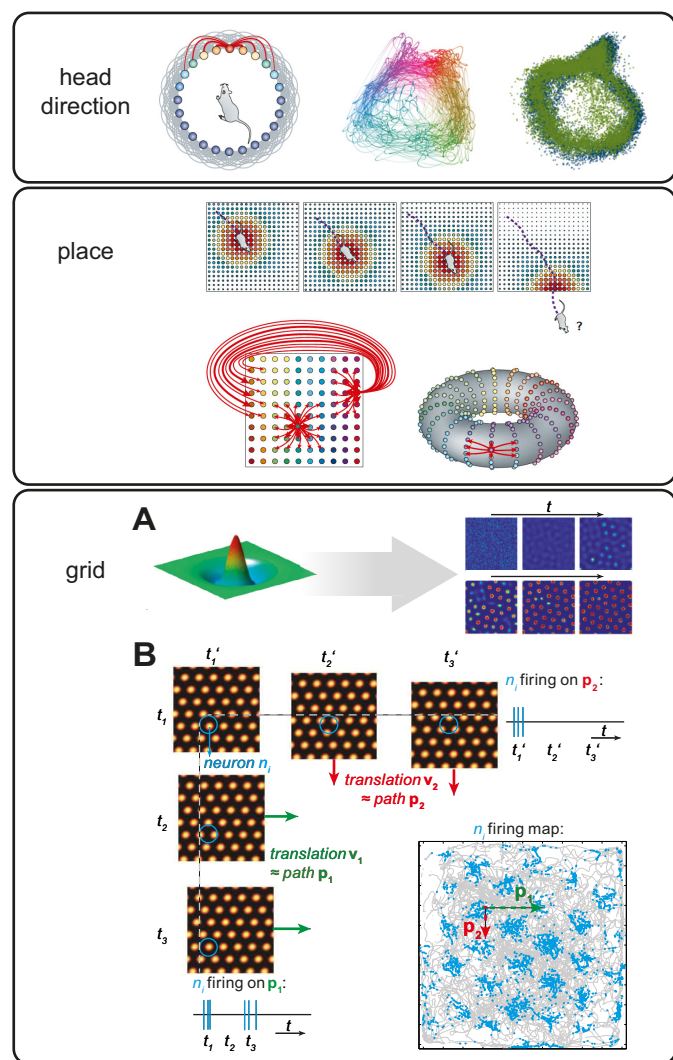 head
direction
place
?
A
t
grid
B
t₁‘ t₂‘ t₃‘
nᵢ firing on p₂:
t₁
t
t₁‘ t₂‘ t₃‘
neuron nᵢ
translation v₂
≈ path p₂
t₂
translation v₁
≈ path p₁
nᵢ firing map:
p₁
p₂
t₃
nᵢ firing on p₁:
t
t₁ t₂ t₃